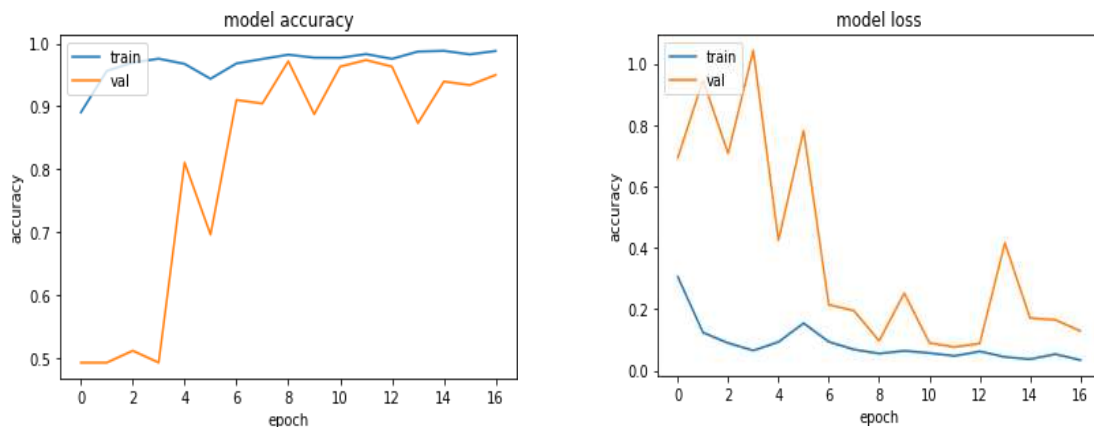 model accuracy
train
val
1.0
0.9
0.8
0.7
0.6
0.5
accuracy
0 2 4 6 8 10 12 14 16
epoch
model loss
train
val
1.0
0.8
0.6
0.4
0.2
0.0
accuracy
0 2 4 6 8 10 12 14 16
epoch